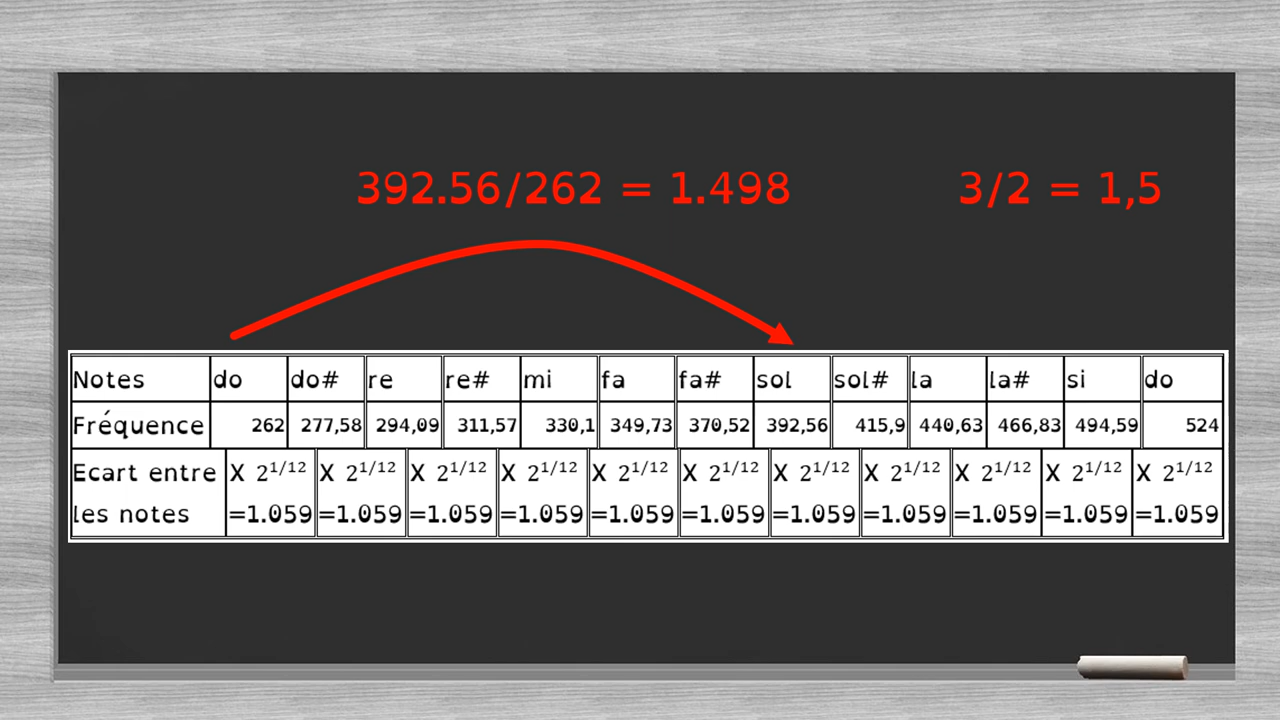 392.56/262 = 1.498 3/2 = 1,5
Notes do do# re re# mi fa fa# sol sol# la la# si do
Fréquence 262 277,58 294,09 311,57 330,1 349,73 370,52 392,56 415,9 440,63 466,83 494,59 524
Ecart entre X 2^1/12 X 2^1/12 X 2^1/12 X 2^1/12 X 2^1/12 X 2^1/12 X 2^1/12 X 2^1/12 X 2^1/12 X 2^1/12 X 2^1/12
les notes =1.059 =1.059 =1.059 =1.059 =1.059 =1.059 =1.059 =1.059 =1.059 =1.059 =1.059